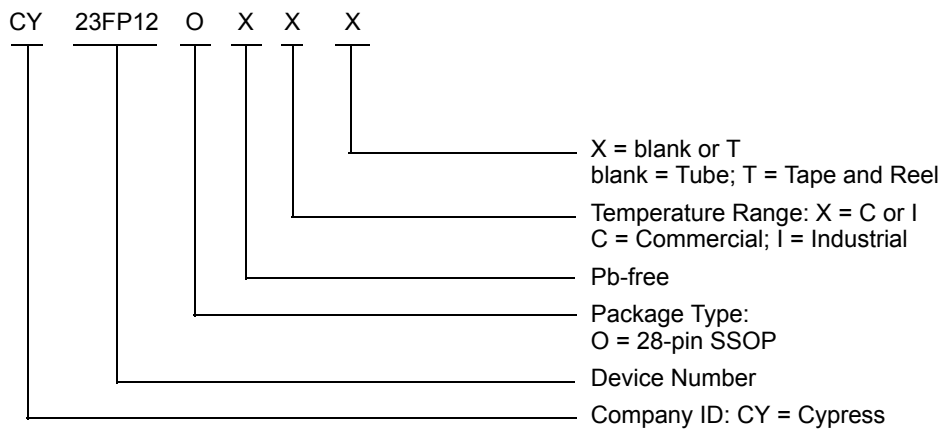 CY 23FP12 O X X X
X = blank or T
blank = Tube; T = Tape and Reel
Temperature Range: X = C or I
C = Commercial; I = Industrial
Pb-free
Package Type:
O = 28-pin SSOP
Device Number
Company ID: CY = Cypress